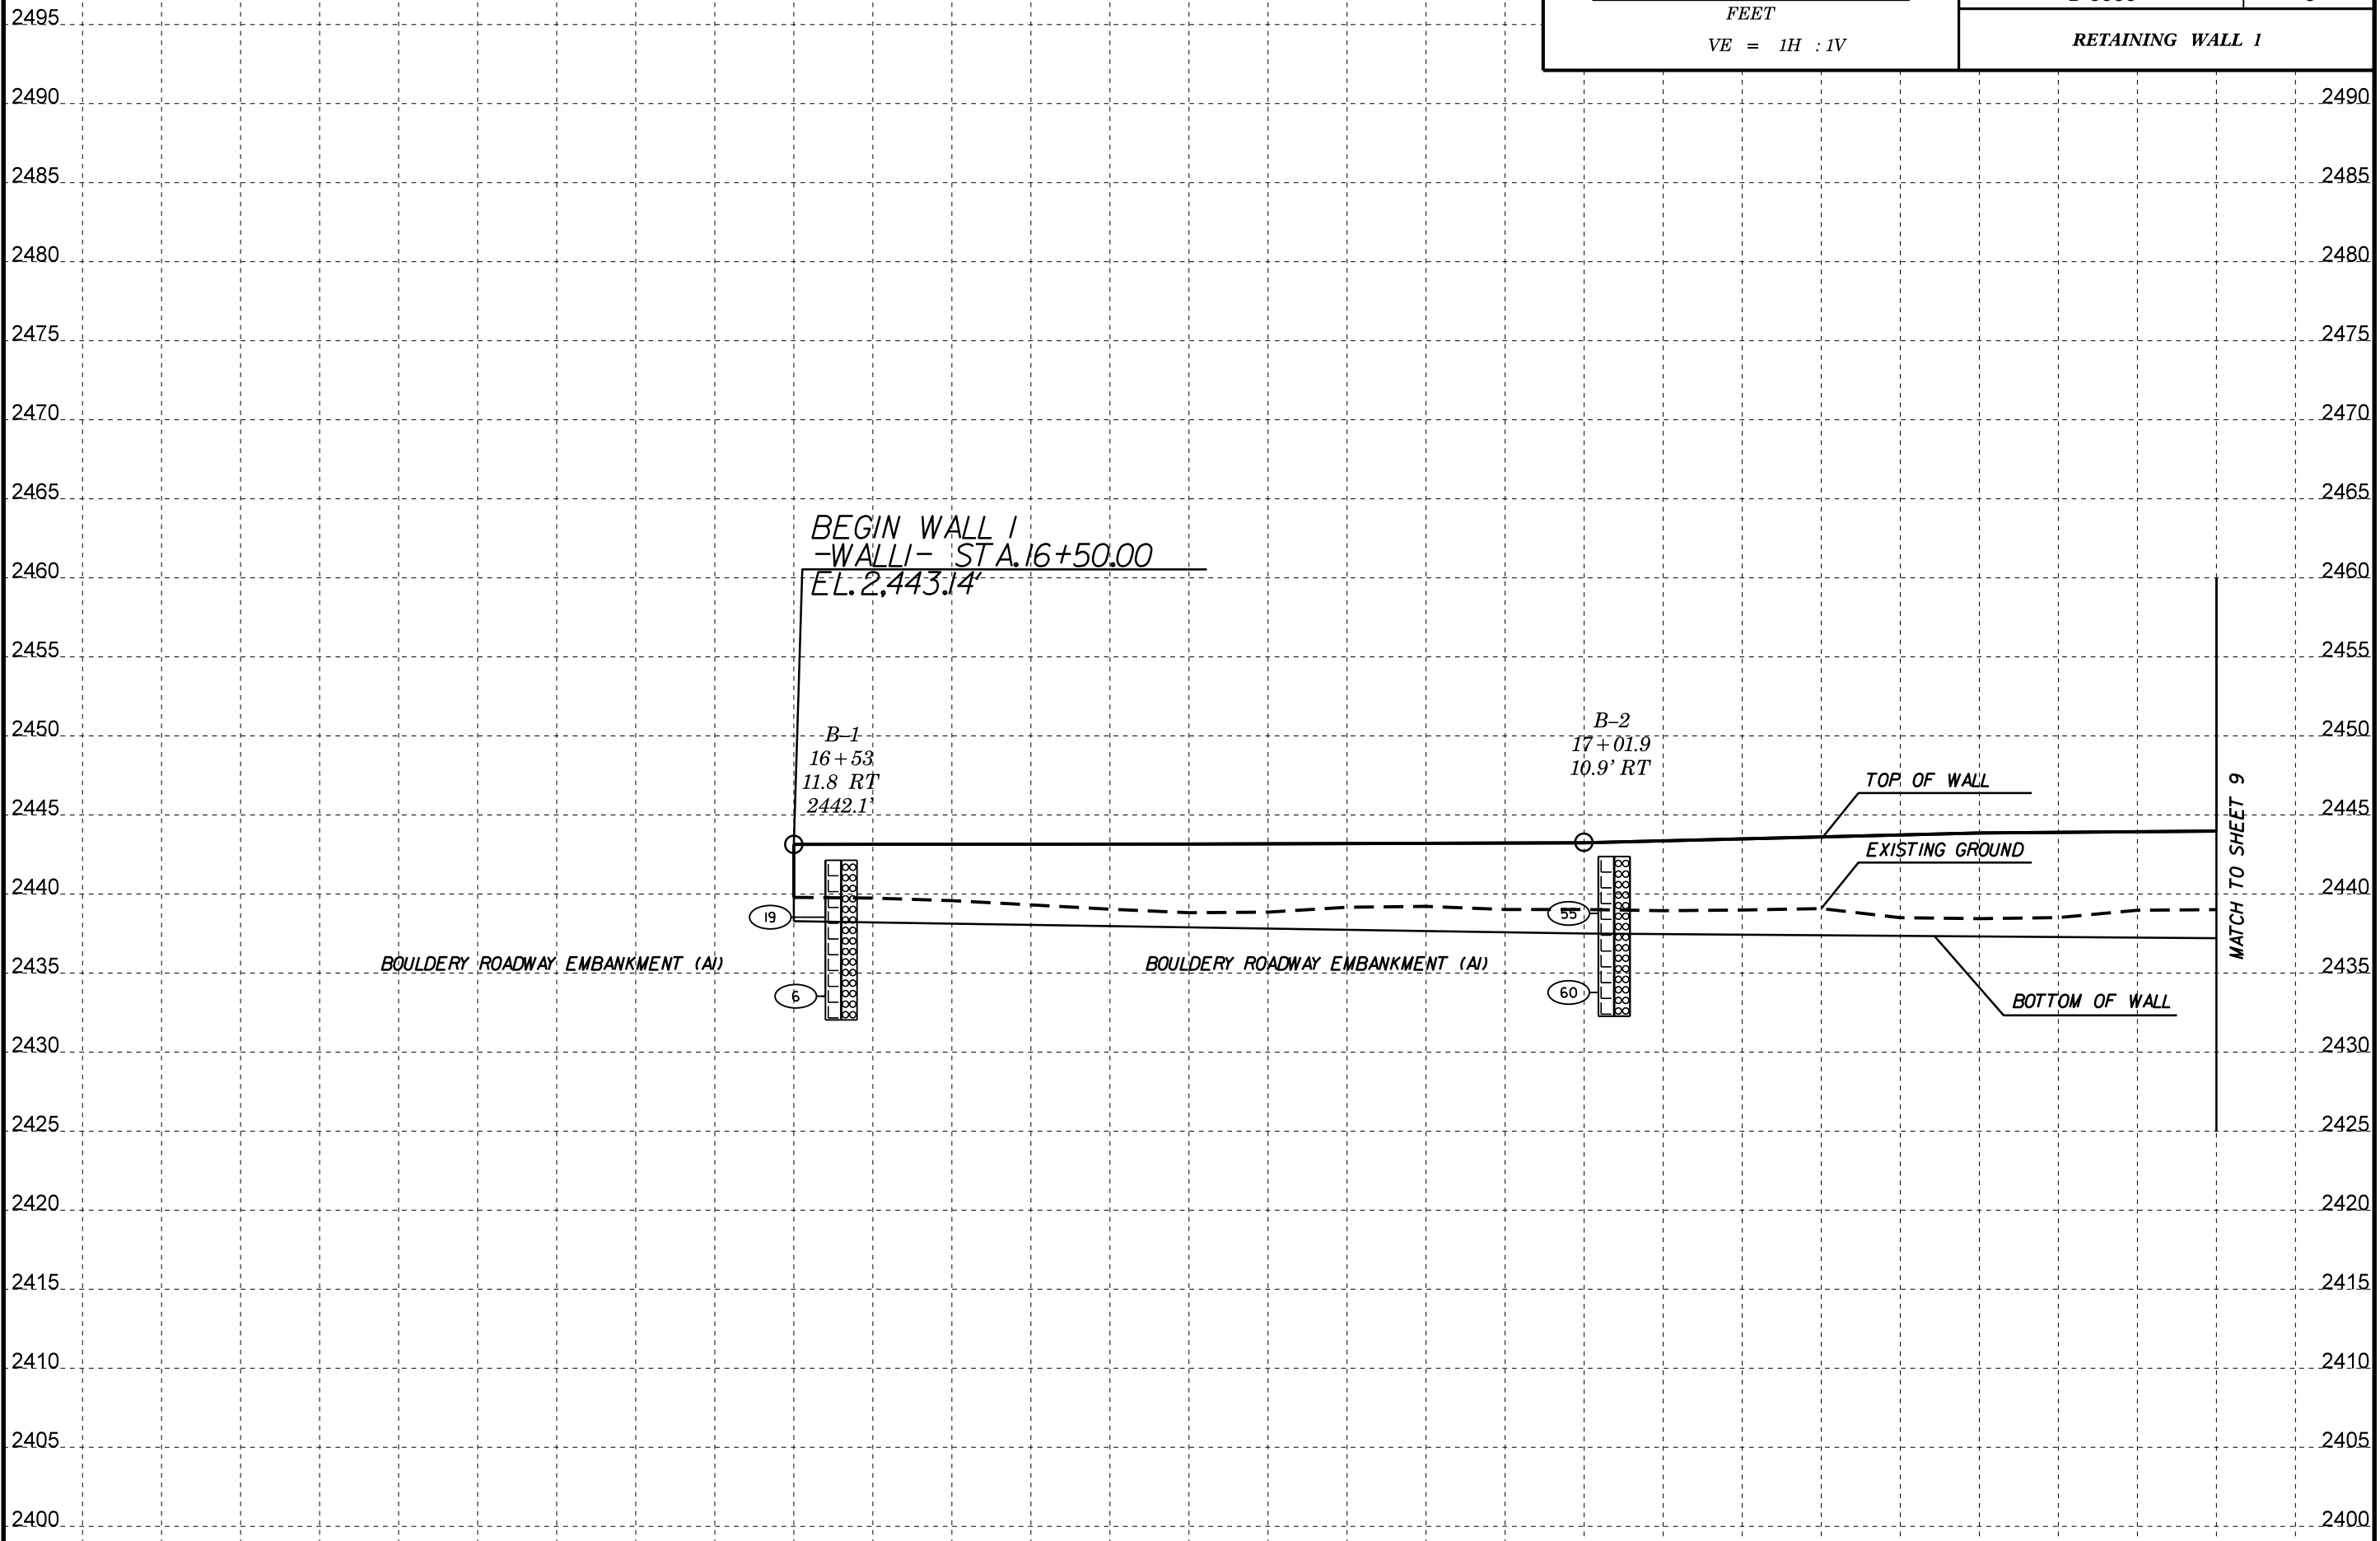 2495
FEET
VE = 1H : 1V
RETAINING WALL 1
2490 2490
2485 2485
2480 2480
2475 2475
2470 2470
2465 2465
BEGIN WALL 1
-WALL1- STA.16+50.00
EL.2,443.14'
2460 2460
2455 2455
2450 2450
B-1
16+53
11.8 RT
2442.1'
B-2
17+01.9
10.9' RT
TOP OF WALL
2445 2445
EXISTING GROUND
MATCH TO SHEET 9
2440 2440
19
55
BOULDERY ROADWAY EMBANKMENT (A1)
BOULDERY ROADWAY EMBANKMENT (A1)
2435 2435
6
60
BOTTOM OF WALL
2430 2430
2425 2425
2420 2420
2415 2415
2410 2410
2405 2405
2400 2400